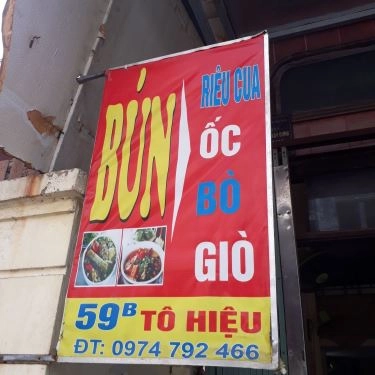 BÚN
RIÊU CUA
ỐC
BÒ
GIÒ
59B TÔ HIỆU
ĐT: 0974 792 466